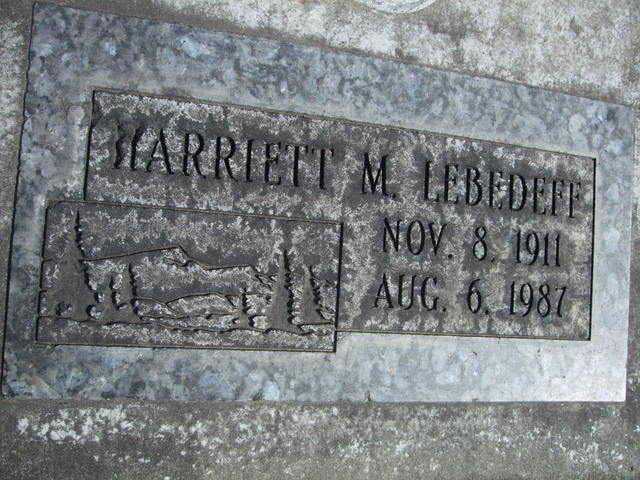 HARRIETT M. LEBEDEFF
NOV. 8. 1911
AUG. 6. 1987